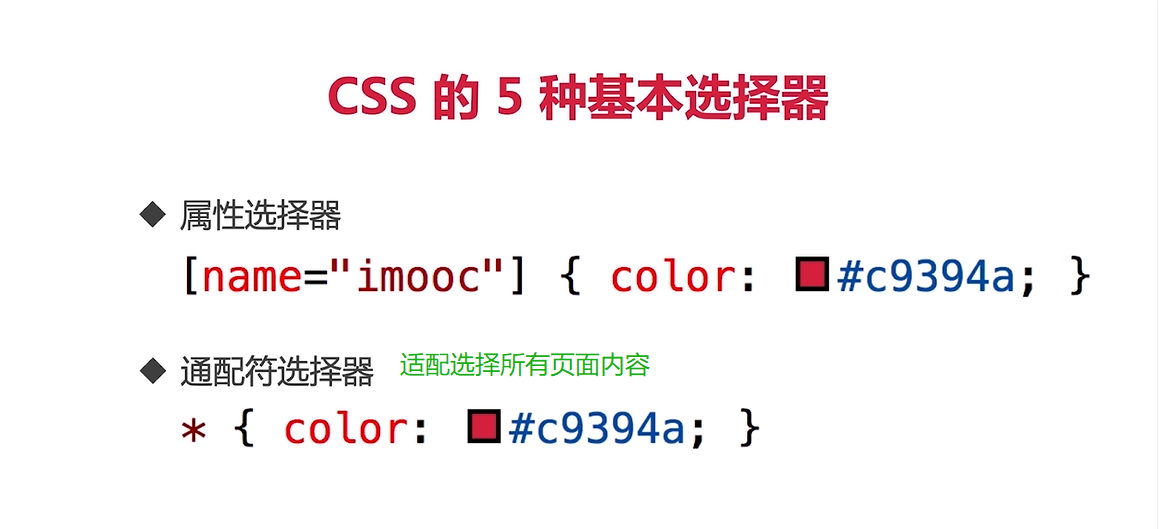 CSS 的 5 种基本选择器
◆ 属性选择器
[name="imooc"] { color: #c9394a; }
◆ 通配符选择器 适配选择所有页面内容
* { color: #c9394a; }